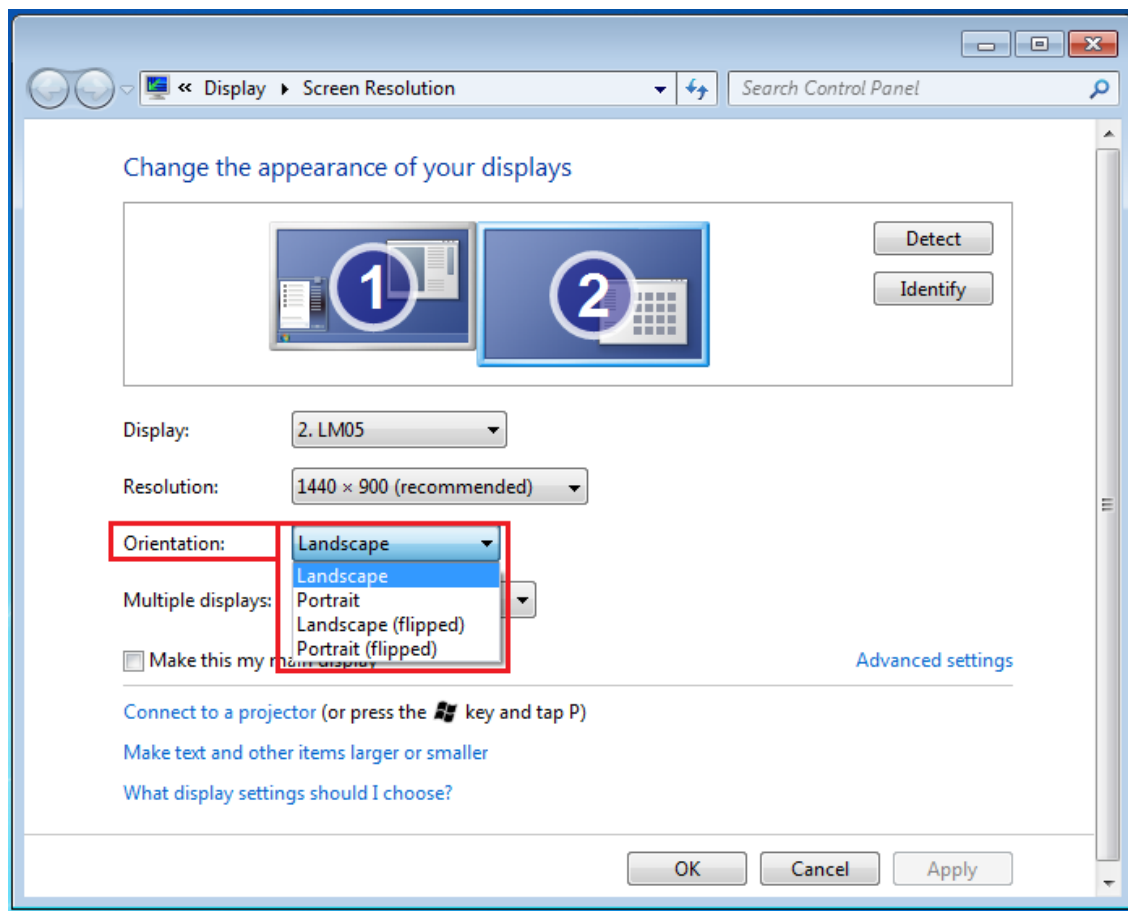 « Display ▸ Screen Resolution
Search Control Panel
Change the appearance of your displays
1
2
Detect
Identify
Display:
2. LM05
Resolution:
1440 × 900 (recommended)
Orientation:
Landscape
Landscape
Portrait
Landscape (flipped)
Portrait (flipped)
Multiple displays:
Make this my main display
Advanced settings
Connect to a projector (or press the key and tap P)
Make text and other items larger or smaller
What display settings should I choose?
OK
Cancel
Apply